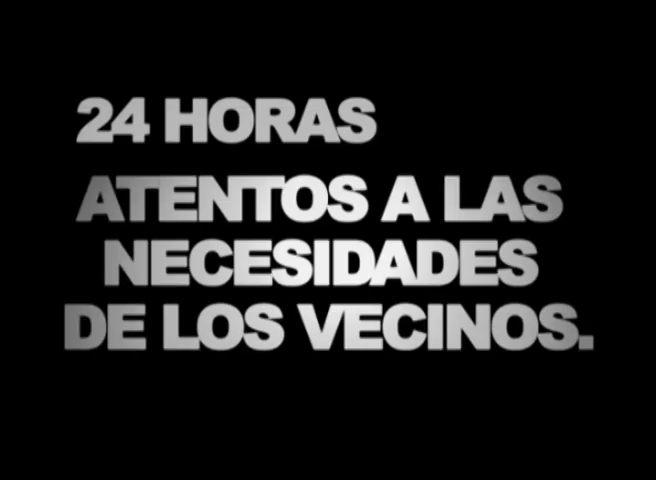 24 HORAS
ATENTOS A LAS
NECESIDADES
DE LOS VECINOS.